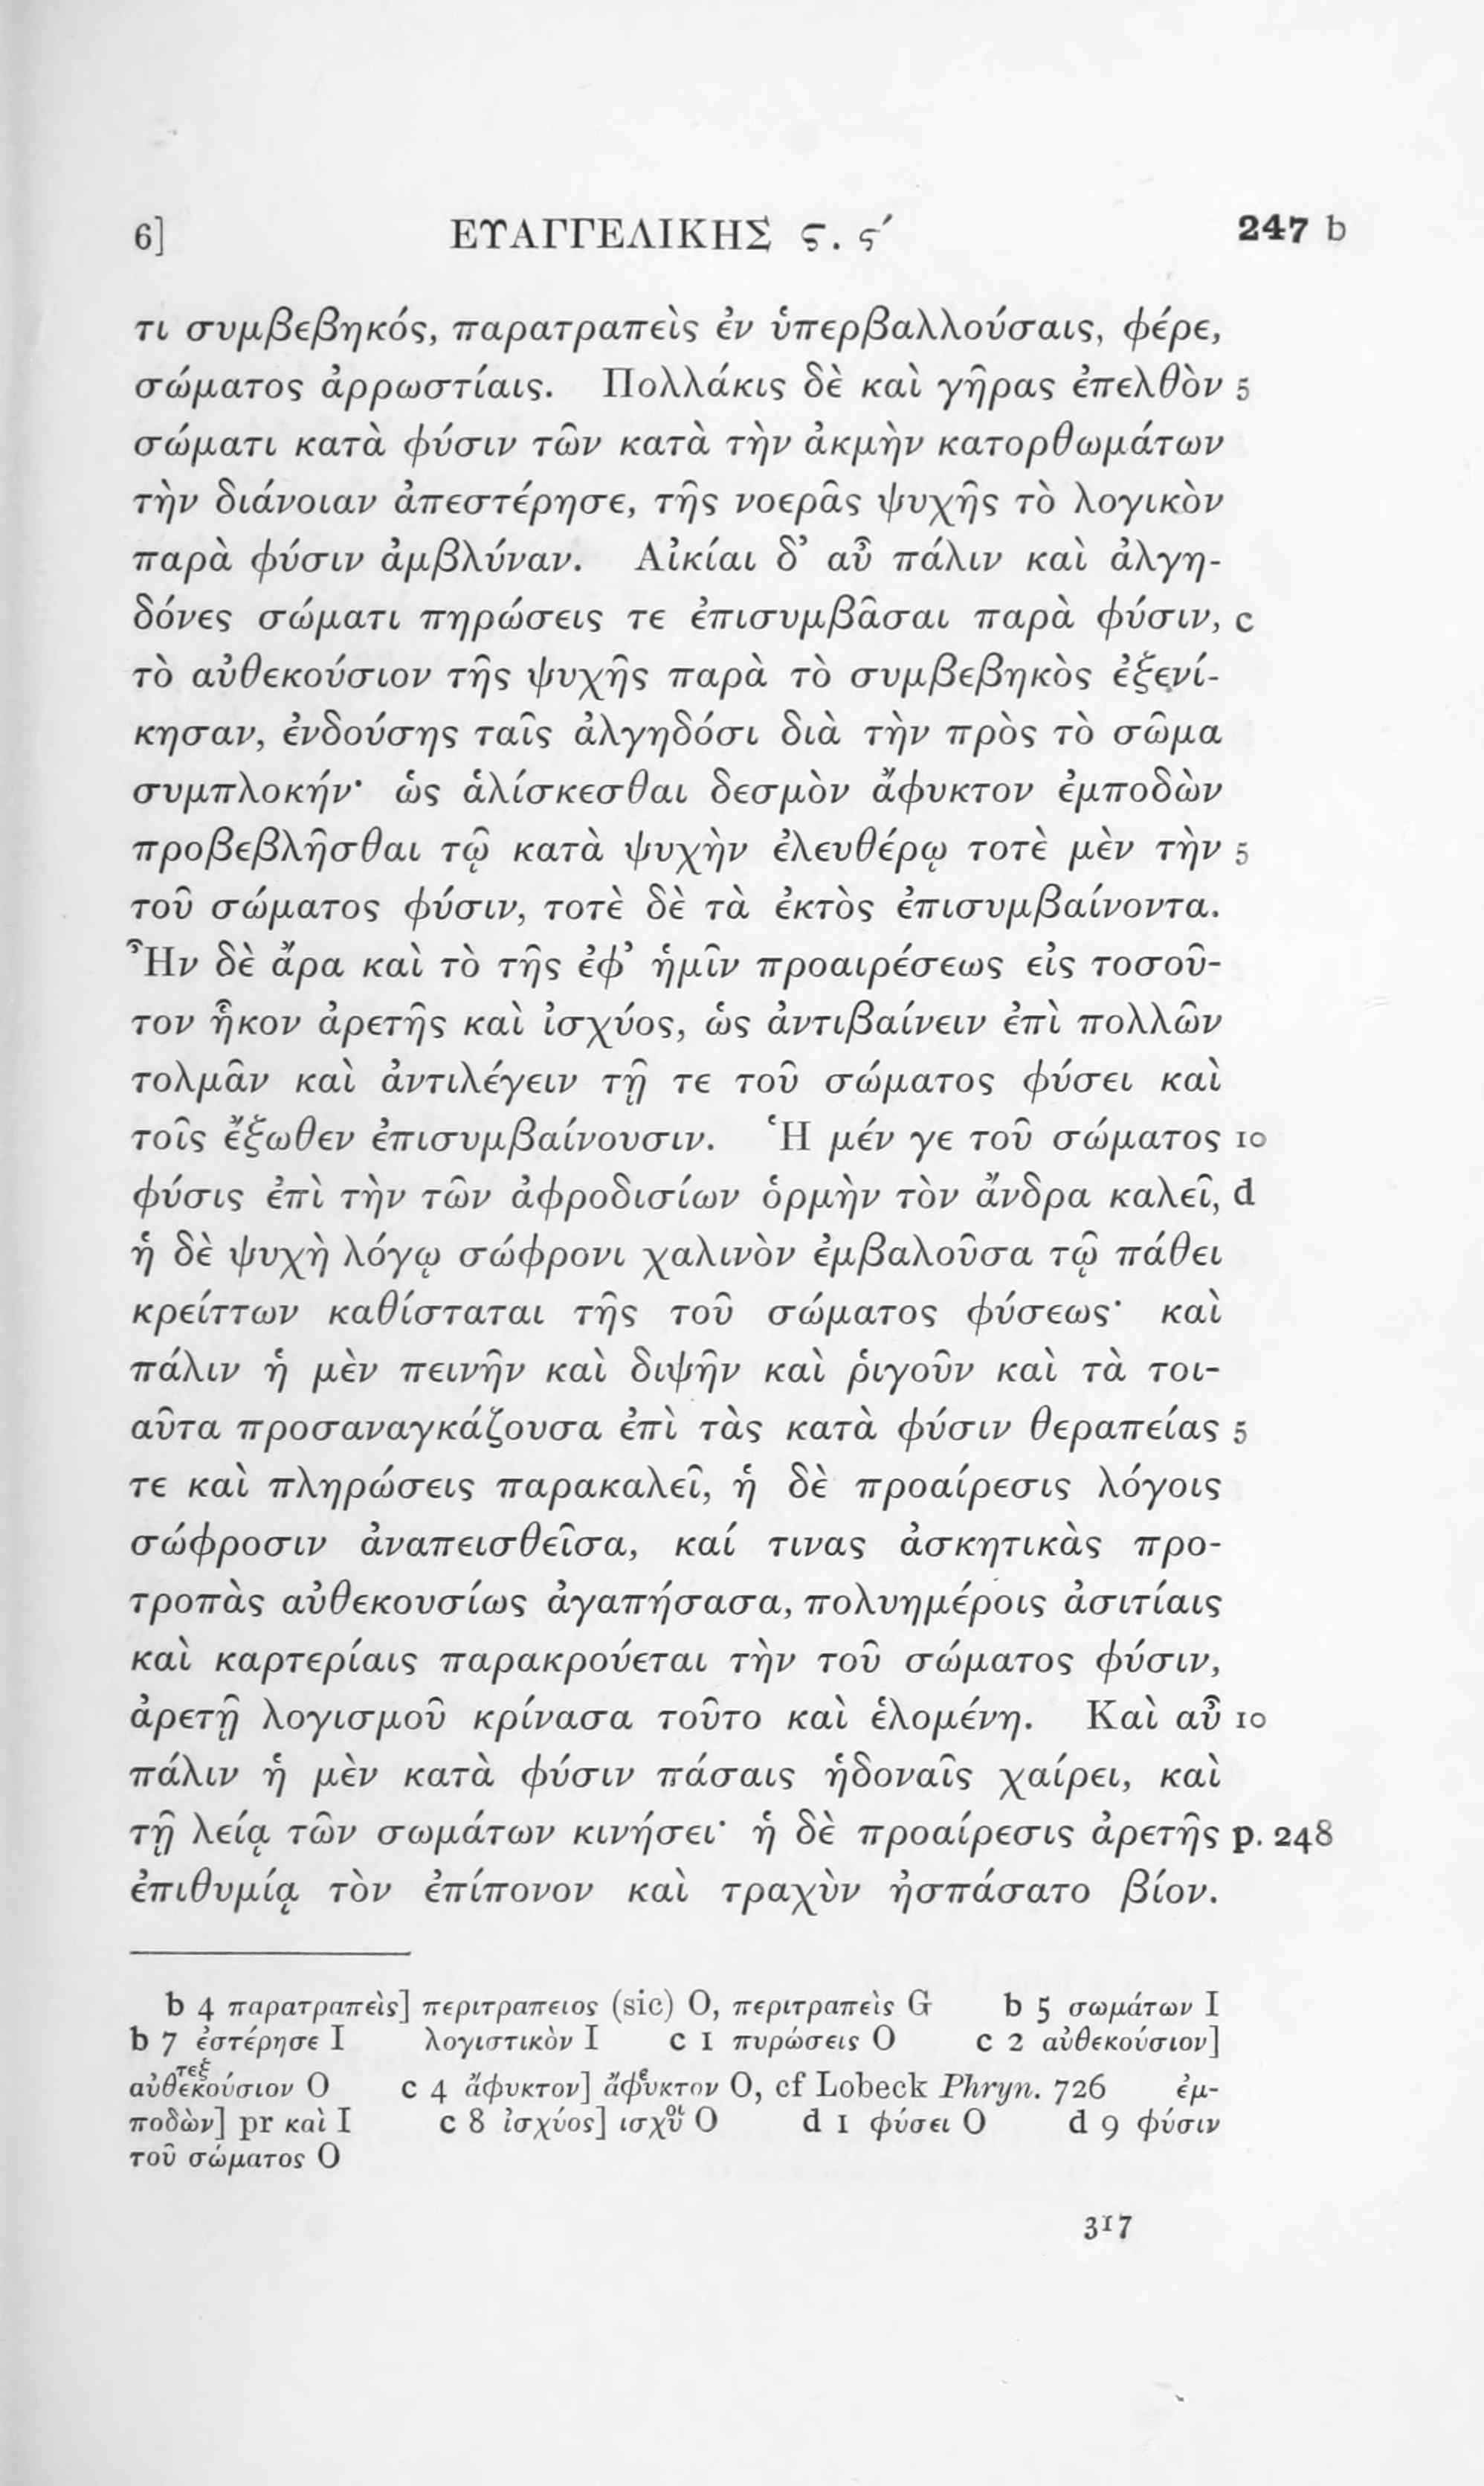 6] ΕΥΑΓΓΕΛΙΚΗΣ ϛ. ϛ´ 247 b
τι συμβεβηκός, παρατραπεὶς ἐν ὑπερβαλλούσαις, φέρε,
σώματος ἀρρωστίαις. Πολλάκις δὲ καὶ γῆρας ἐπελθὸν 5
σώματι κατὰ φύσιν τῶν κατὰ τὴν ἀκμὴν κατορθωμάτων
τὴν διάνοιαν ἀπεστέρησε, τῆς νοερᾶς ψυχῆς τὸ λογικὸν
παρὰ φύσιν ἀμβλύναν. Αἰκίαι δ’ αὖ πάλιν καὶ ἀλγη-
δόνες σώματι πηρώσεις τε ἐπισυμβᾶσαι παρὰ φύσιν, c
τὸ αὐθεκούσιον τῆς ψυχῆς παρὰ τὸ συμβεβηκὸς ἐξενί-
κησαν, ἐνδούσης ταῖς ἀλγηδόσι διὰ τὴν πρὸς τὸ σῶμα
συμπλοκήν· ὡς ἁλίσκεσθαι δεσμὸν ἄφυκτον ἐμποδὼν
προβεβλῆσθαι τῷ κατὰ ψυχὴν ἐλευθέρῳ τοτὲ μὲν τὴν 5
τοῦ σώματος φύσιν, τοτὲ δὲ τὰ ἐκτὸς ἐπισυμβαίνοντα.
Ἦν δὲ ἄρα καὶ τὸ τῆς ἐφ’ ἡμῖν προαιρέσεως εἰς τοσοῦ-
τον ἧκον ἀρετῆς καὶ ἰσχύος, ὡς ἀντιβαίνειν ἐπὶ πολλῶν
τολμᾶν καὶ ἀντιλέγειν τῇ τε τοῦ σώματος φύσει καὶ
τοῖς ἔξωθεν ἐπισυμβαίνουσιν. Ἡ μέν γε τοῦ σώματος 10
φύσις ἐπὶ τὴν τῶν ἀφροδισίων ὁρμὴν τὸν ἄνδρα καλεῖ, d
ἡ δὲ ψυχὴ λόγῳ σώφρονι χαλινὸν ἐμβαλοῦσα τῷ πάθει
κρείττων καθίσταται τῆς τοῦ σώματος φύσεως· καὶ
πάλιν ἡ μὲν πεινῆν καὶ διψῆν καὶ ῥιγοῦν καὶ τὰ τοι-
αῦτα προσαναγκάζουσα ἐπὶ τὰς κατὰ φύσιν θεραπείας 5
τε καὶ πληρώσεις παρακαλεῖ, ἡ δὲ προαίρεσις λόγοις
σώφροσιν ἀναπεισθεῖσα, καί τινας ἀσκητικὰς προ-
τροπὰς αὐθεκουσίως ἀγαπήσασα, πολυημέροις ἀσιτίαις
καὶ καρτερίαις παρακρούεται τὴν τοῦ σώματος φύσιν,
ἀρετῇ λογισμοῦ κρίνασα τοῦτο καὶ ἑλομένη. Καὶ αὖ 10
πάλιν ἡ μὲν κατὰ φύσιν πάσαις ἡδοναῖς χαίρει, καὶ
τῇ λείᾳ τῶν σωμάτων κινήσει· ἡ δὲ προαίρεσις ἀρετῆς p. 248
ἐπιθυμίᾳ τὸν ἐπίπονον καὶ τραχὺν ἠσπάσατο βίον.
b 4 παρατραπεὶς] περιτραπειος (sic) O, περιτραπεὶς G b 5 σωμάτων I
b 7 ἐστέρησε I λογιστικὸν I c 1 πυρώσεις O c 2 αὐθεκούσιον]
αὐθεκούσιον O c 4 ἄφυκτον] ἄφυκτον O, cf Lobeck Phryn. 726 ἐμ-
ποδὼν] pr καὶ I c 8 ἰσχύος] ισχυ O d 1 φύσει O d 9 φύσιν
τοῦ σώματος O
317